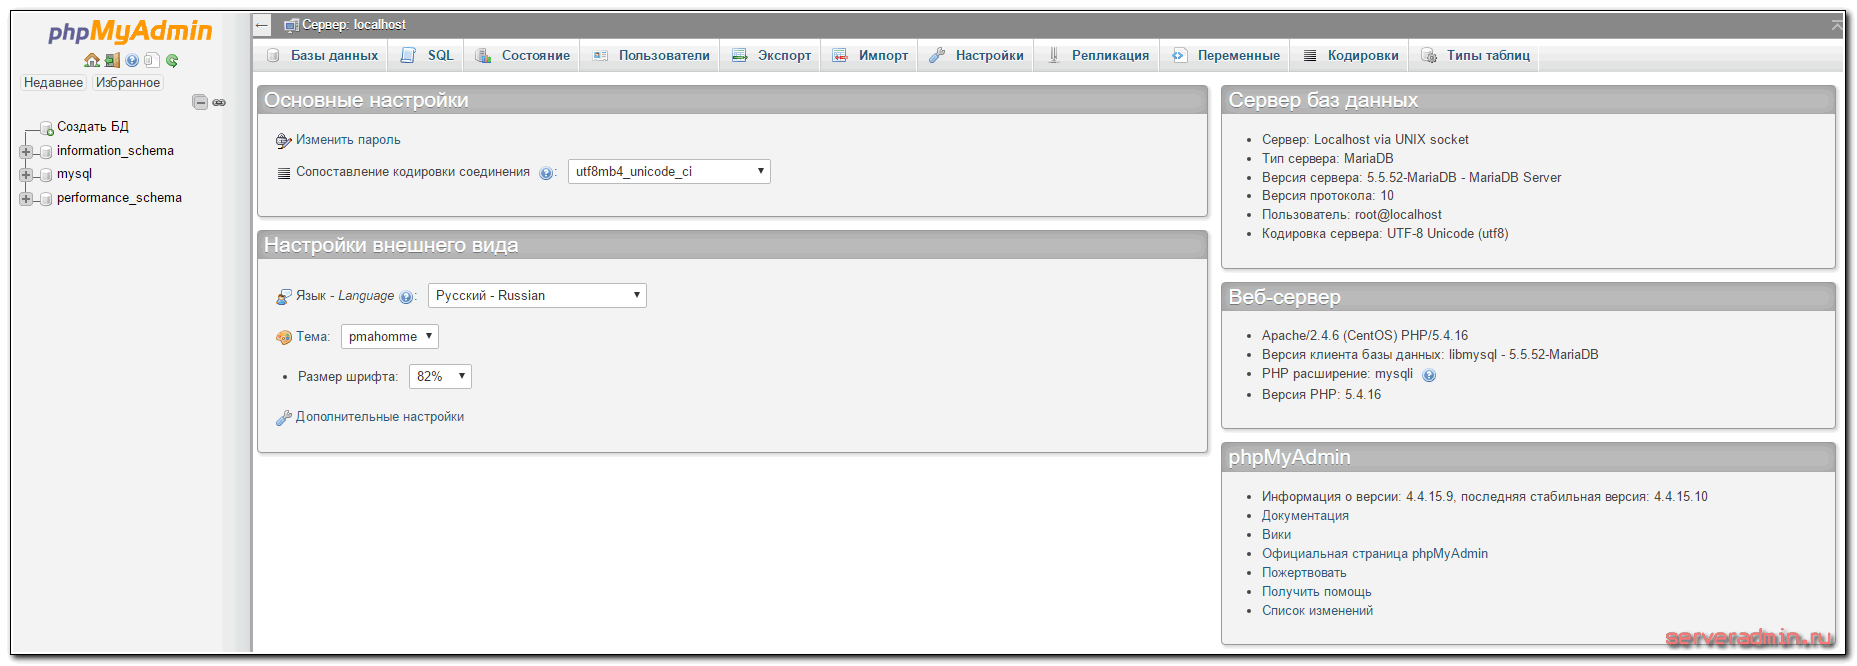 phpMyAdmin
Недавнее Избранное
Создать БД
information_schema
mysql
performance_schema
Сервер: localhost
Базы данных SQL Состояние Пользователи Экспорт Импорт Настройки Репликация Переменные Кодировки Типы таблиц
Основные настройки
Изменить пароль
Сопоставление кодировки соединения : utf8mb4_unicode_ci
Настройки внешнего вида
Язык - Language : Русский - Russian
Тема: pmahomme
Размер шрифта: 82%
Дополнительные настройки
Сервер баз данных
Сервер: Localhost via UNIX socket
Тип сервера: MariaDB
Версия сервера: 5.5.52-MariaDB - MariaDB Server
Версия протокола: 10
Пользователь: root@localhost
Кодировка сервера: UTF-8 Unicode (utf8)
Веб-сервер
Apache/2.4.6 (CentOS) PHP/5.4.16
Версия клиента базы данных: libmysql - 5.5.52-MariaDB
PHP расширение: mysqli
Версия PHP: 5.4.16
phpMyAdmin
Информация о версии: 4.4.15.9, последняя стабильная версия: 4.4.15.10
Документация
Вики
Официальная страница phpMyAdmin
Пожертвовать
Получить помощь
Список изменений
serveradmin.ru